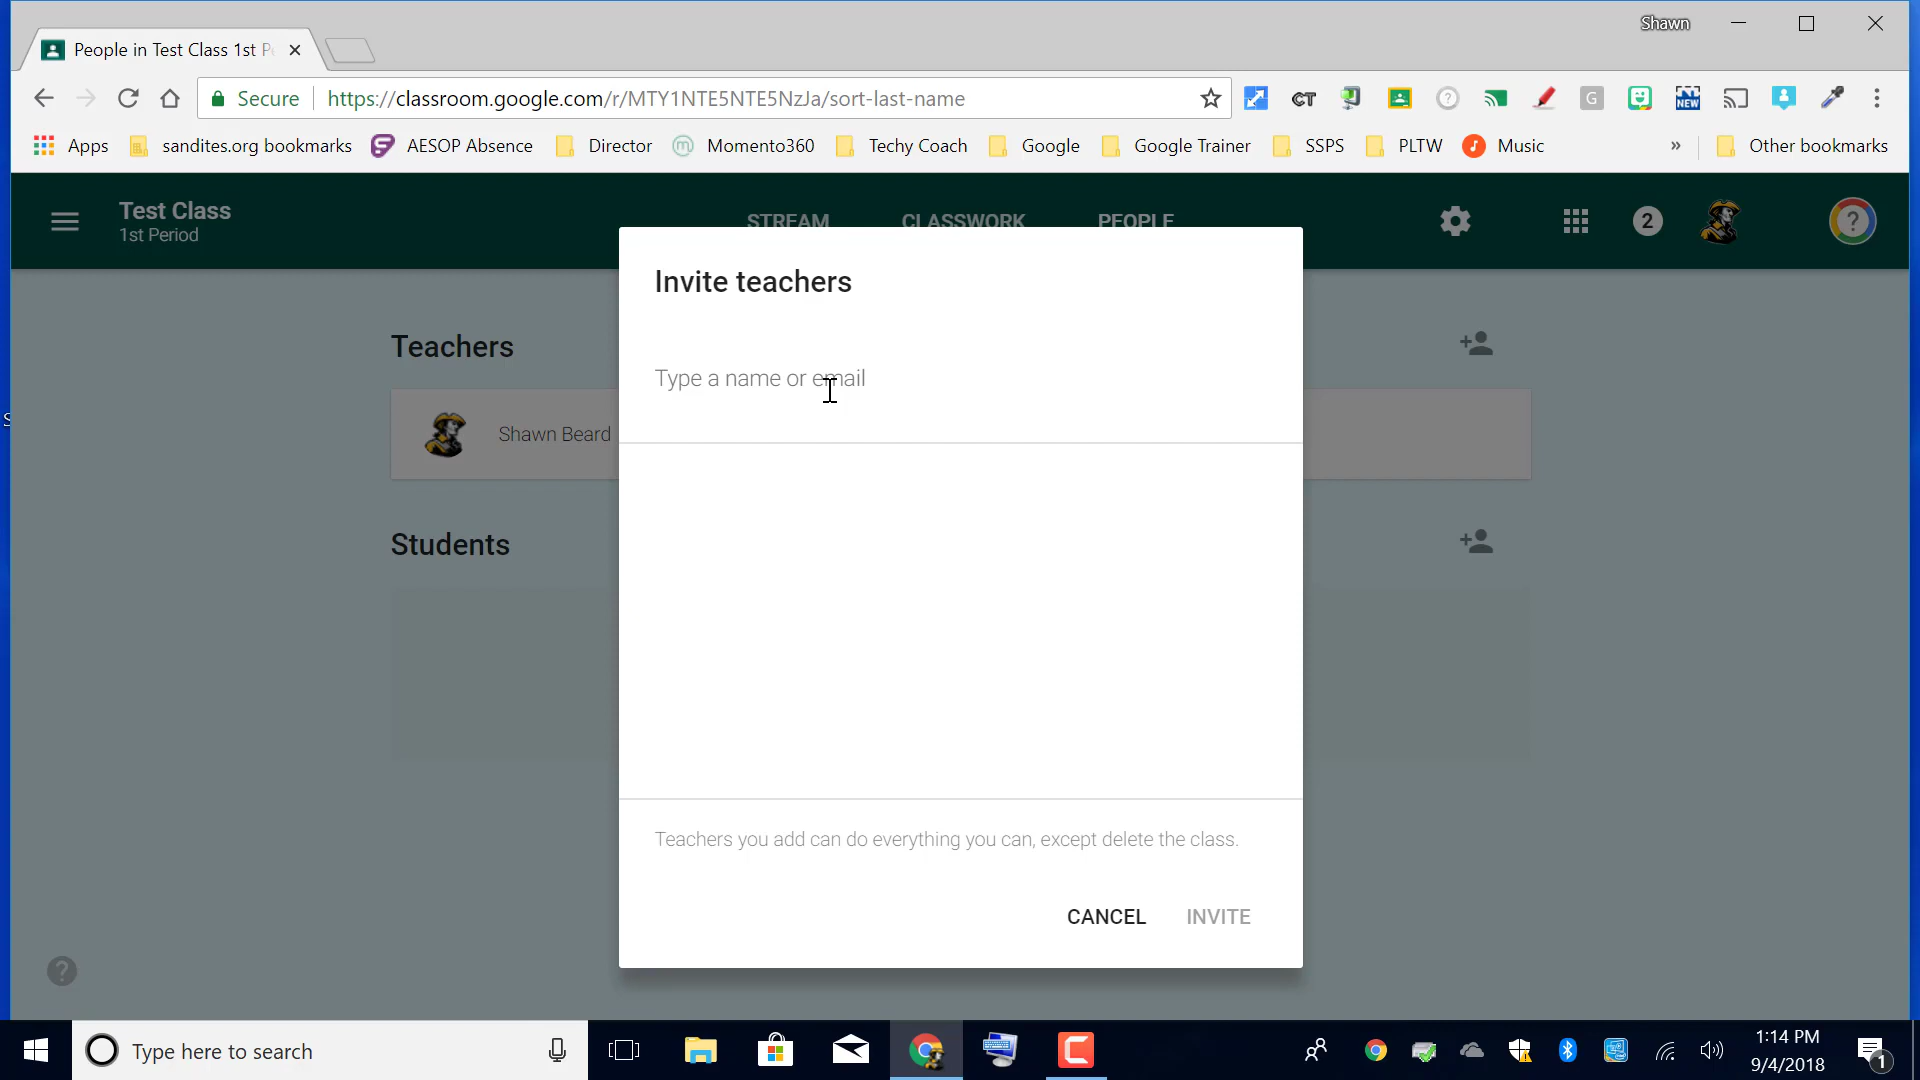 Shawn
People in Test Class 1st P
Secure https://classroom.google.com/r/MTY1NTE5NTE5NzJa/sort-last-name
CT
G
NEW
Apps sandites.org bookmarks AESOP Absence Director m Momento360 Techy Coach Google Google Trainer SSPS PLTW Music » Other bookmarks
Test Class
1st Period
STREAM CLASSWORK PEOPLE
2
?
Invite teachers
Teachers
Type a name or email
Shawn Beard
Students
Teachers you add can do everything you can, except delete the class.
CANCEL INVITE
?
Type here to search
1:14 PM
9/4/2018
1